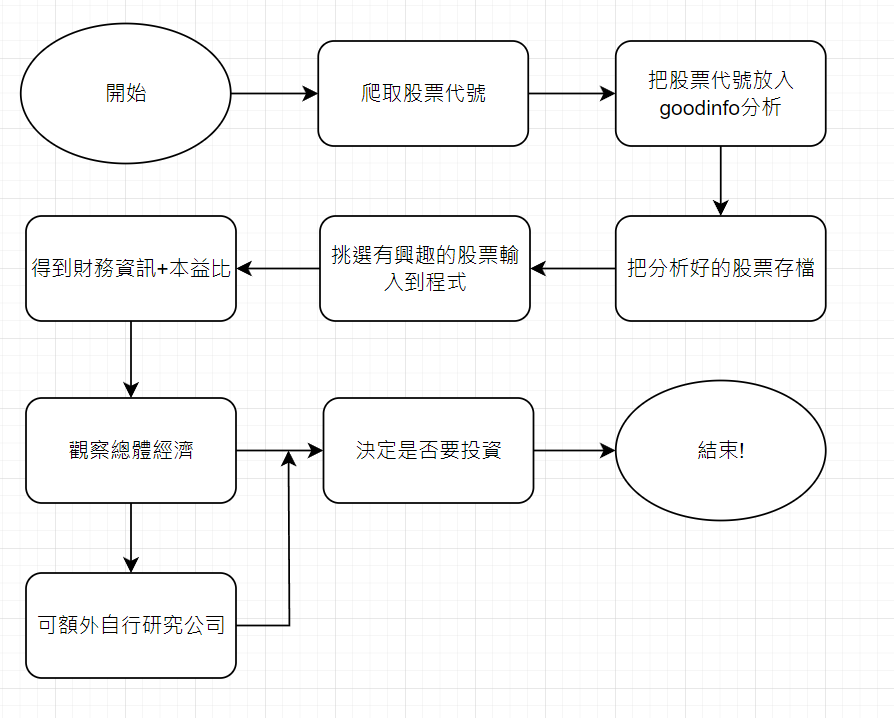 開始
爬取股票代號
把股票代號放入
goodinfo分析
把分析好的股票存檔
挑選有興趣的股票輸
入到程式
得到財務資訊+本益比
觀察總體經濟
決定是否要投資
結束!
可額外自行研究公司